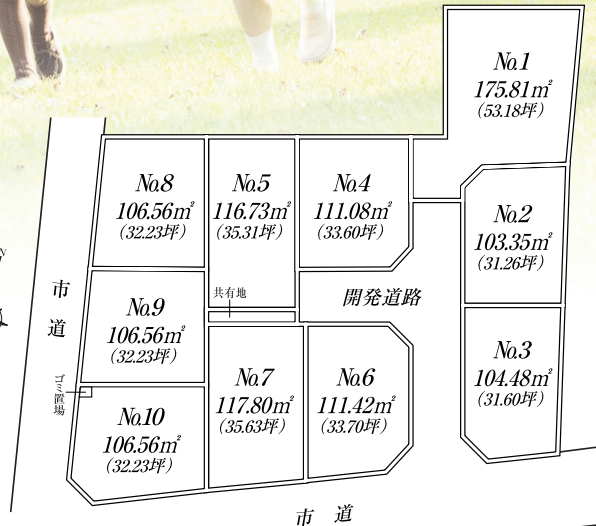 No.1
175.81㎡
(53.18坪)
No.8
106.56㎡
(32.23坪)
No.5
116.73㎡
(35.31坪)
No.4
111.08㎡
(33.60坪)
No.2
103.35㎡
(31.26坪)
N
市道
共有地
開発道路
No.9
106.56㎡
(32.23坪)
No.3
104.48㎡
(31.60坪)
ゴミ置場
No.10
106.56㎡
(32.23坪)
No.7
117.80㎡
(35.63坪)
No.6
111.42㎡
(33.70坪)
市道